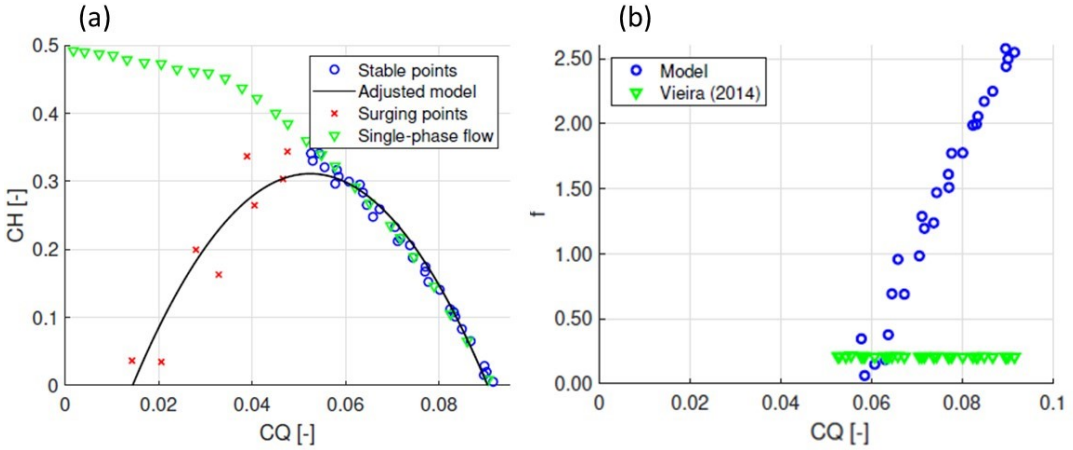 (a)
0.5
0.4
0.3
0.2
0.1
0
CH [-]
0
0.02
0.04
0.06
0.08
CQ [-]
Stable points
Adjusted model
Surging points
Single-phase flow
(b)
2.50
2.00
1.50
1.00
0.50
0.00
f
0
0.02
0.04
0.06
0.08
0.1
CQ [-]
Model
Vieira (2014)